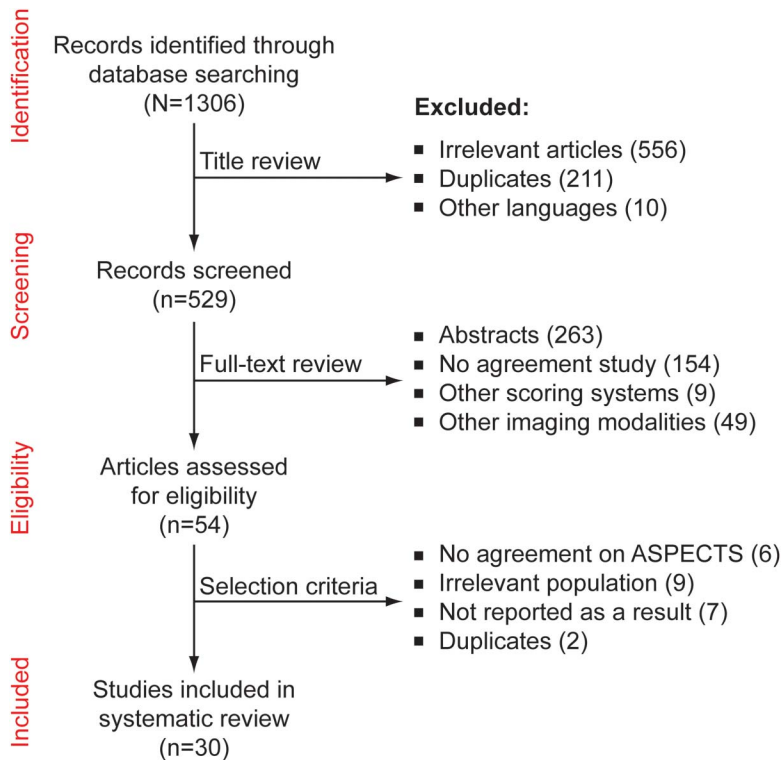 Identification
Records identified through
database searching
(N=1306)
Excluded:
Title review
▪ Irrelevant articles (556)
▪ Duplicates (211)
▪ Other languages (10)
Screening
Records screened
(n=529)
Full-text review
▪ Abstracts (263)
▪ No agreement study (154)
▪ Other scoring systems (9)
▪ Other imaging modalities (49)
Eligibility
Articles assessed
for eligibility
(n=54)
Selection criteria
▪ No agreement on ASPECTS (6)
▪ Irrelevant population (9)
▪ Not reported as a result (7)
▪ Duplicates (2)
Included
Studies included in
systematic review
(n=30)